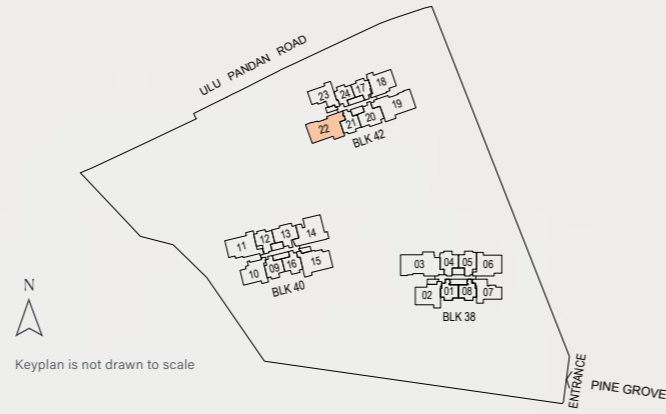 ULU PANDAN ROAD
23 24 17 18
22 21 20 19
BLK 42
11 12 13 14
10 09 16 15
BLK 40
03 04 05 06
02 01 08 07
BLK 38
N
Keyplan is not drawn to scale
ENTRANCE
PINE GROVE